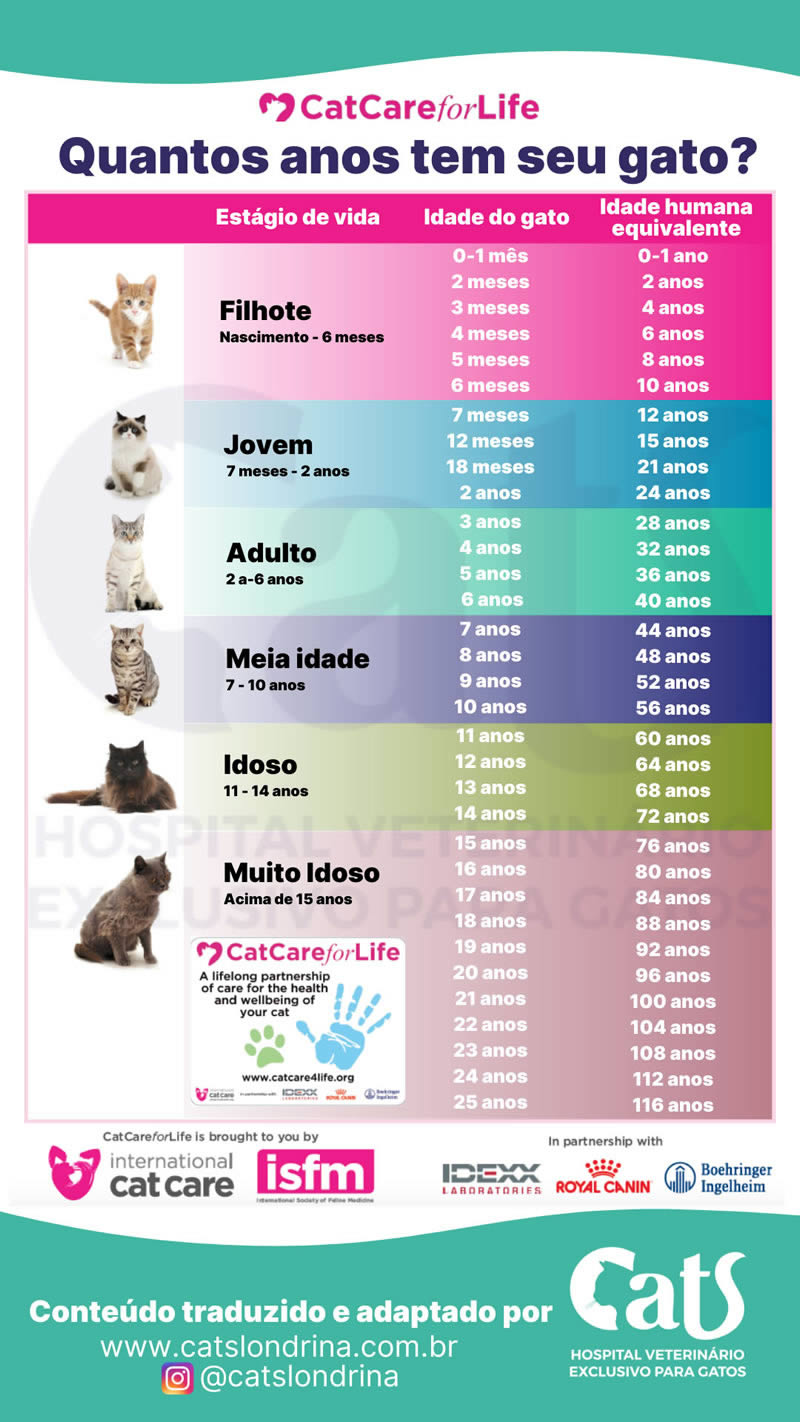 CatCareforLife
Quantos anos tem seu gato?
Estágio de vida
Idade do gato
Idade humana
equivalente
Filhote
Nascimento - 6 meses
0-1 mês 0-1 ano
2 meses 2 anos
3 meses 4 anos
4 meses 6 anos
5 meses 8 anos
6 meses 10 anos
Jovem
7 meses - 2 anos
7 meses 12 anos
12 meses 15 anos
18 meses 21 anos
2 anos 24 anos
Adulto
2 a-6 anos
3 anos 28 anos
4 anos 32 anos
5 anos 36 anos
6 anos 40 anos
Meia idade
7 - 10 anos
7 anos 44 anos
8 anos 48 anos
9 anos 52 anos
10 anos 56 anos
Idoso
11 - 14 anos
11 anos 60 anos
12 anos 64 anos
13 anos 68 anos
14 anos 72 anos
Muito Idoso
Acima de 15 anos
15 anos 76 anos
16 anos 80 anos
17 anos 84 anos
18 anos 88 anos
19 anos 92 anos
20 anos 96 anos
21 anos 100 anos
22 anos 104 anos
23 anos 108 anos
24 anos 112 anos
25 anos 116 anos
CatCareforLife
A lifelong partnership
of care for the health
and wellbeing of
your cat
www.catcare4life.org
cat care
In partnership with
IDEXX
LABORATORIES
ROYAL CANIN
Boehringer
Ingelheim
Cats
HOSPITAL VETERINÁRIO
EXCLUSIVO PARA GATOS
CatCareforLife is brought to you by
international
cat care
isfm
International Society of Feline Medicine
In partnership with
IDEXX
LABORATORIES
ROYAL CANIN
Boehringer
Ingelheim
Conteúdo traduzido e adaptado por
www.catslondrina.com.br
@catslondrina
Cats
HOSPITAL VETERINÁRIO
EXCLUSIVO PARA GATOS